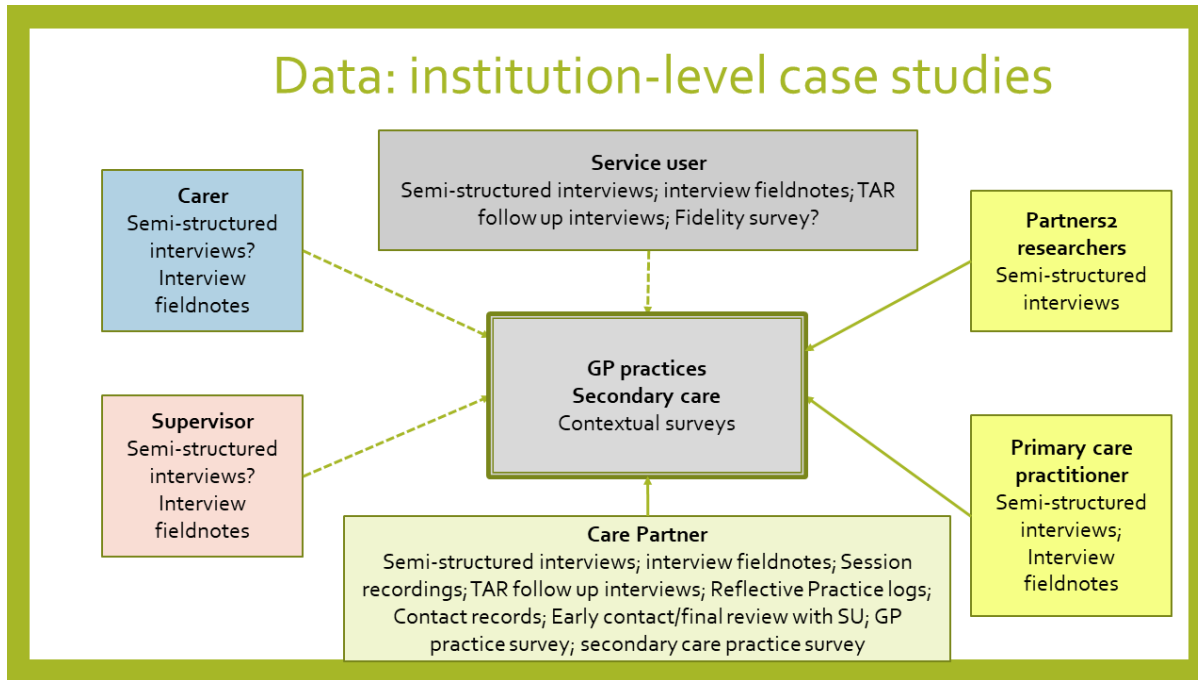 Data: institution-level case studies
Service user
Semi-structured interviews; interview fieldnotes; TAR
follow up interviews; Fidelity survey?
Carer
Semi-structured
interviews?
Interview
fieldnotes
Partners2
researchers
Semi-structured
interviews
GP practices
Secondary care
Contextual surveys
Supervisor
Semi-structured
interviews?
Interview
fieldnotes
Primary care
practitioner
Semi-structured
interviews;
Interview
fieldnotes
Care Partner
Semi-structured interviews; interview fieldnotes; Session
recordings; TAR follow up interviews; Reflective Practice logs;
Contact records; Early contact/final review with SU; GP
practice survey; secondary care practice survey